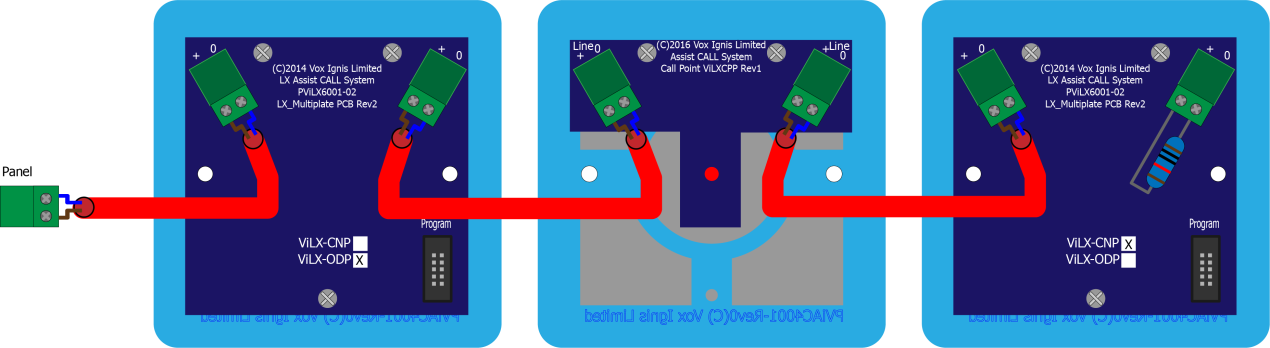 Panel
+ 0
+ 0
(C)2014 Vox Ignis Limited
LX Assist CALL System
PViLX6001-02
LX_Multiplate PCB Rev2
Program
ViLX-CNP
ViLX-ODP X
PVIAC4001-Rev0(C) Vox Ignis Limited
Line 0
+
+Line
0
(C)2016 Vox Ignis Limited
Assist CALL System
Call Point ViLXCPP Rev1
PVIAC4001-Rev0(C) Vox Ignis Limited
+ 0
+ 0
(C)2014 Vox Ignis Limited
LX Assist CALL System
PViLX6001-02
LX_Multiplate PCB Rev2
Program
ViLX-CNP X
ViLX-ODP
PVIAC4001-Rev0(C) Vox Ignis Limited